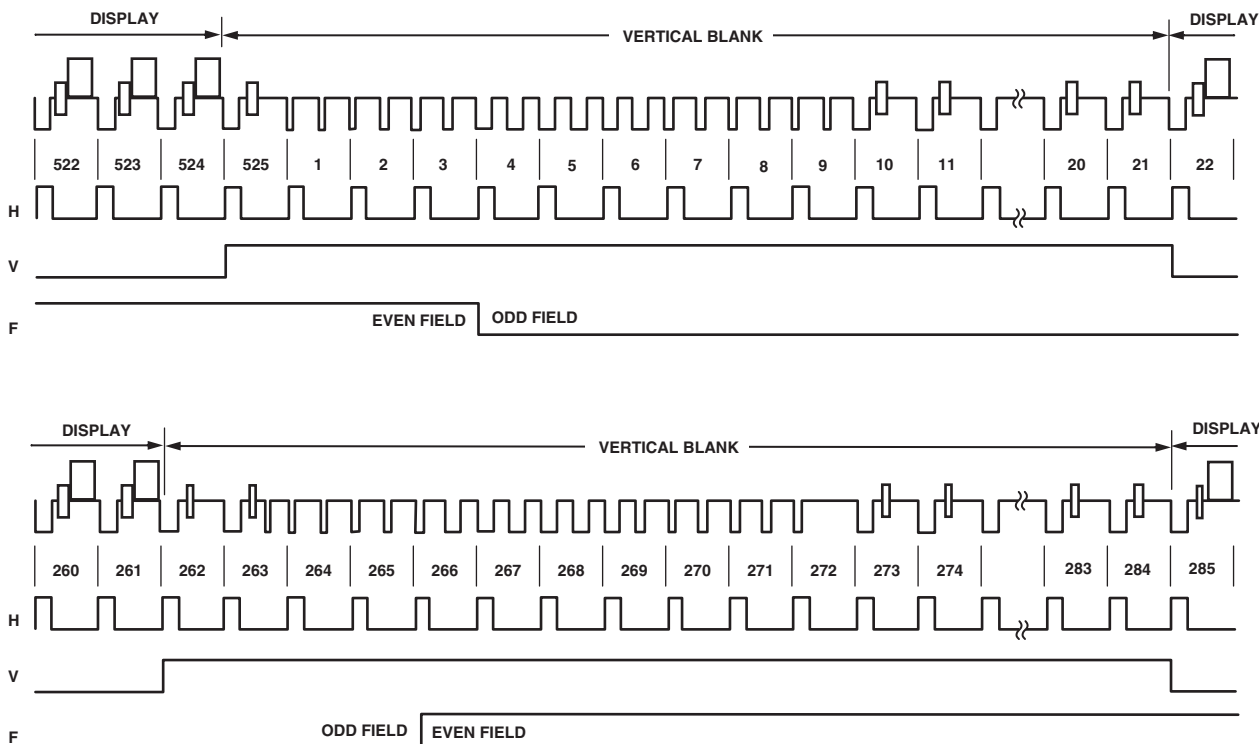 DISPLAY VERTICAL BLANK DISPLAY
522 523 524 525 1 2 3 4 5 6 7 8 9 10 11 20 21 22
H
V
EVEN FIELD ODD FIELD
F
DISPLAY VERTICAL BLANK DISPLAY
260 261 262 263 264 265 266 267 268 269 270 271 272 273 274 283 284 285
H
V
ODD FIELD EVEN FIELD
F